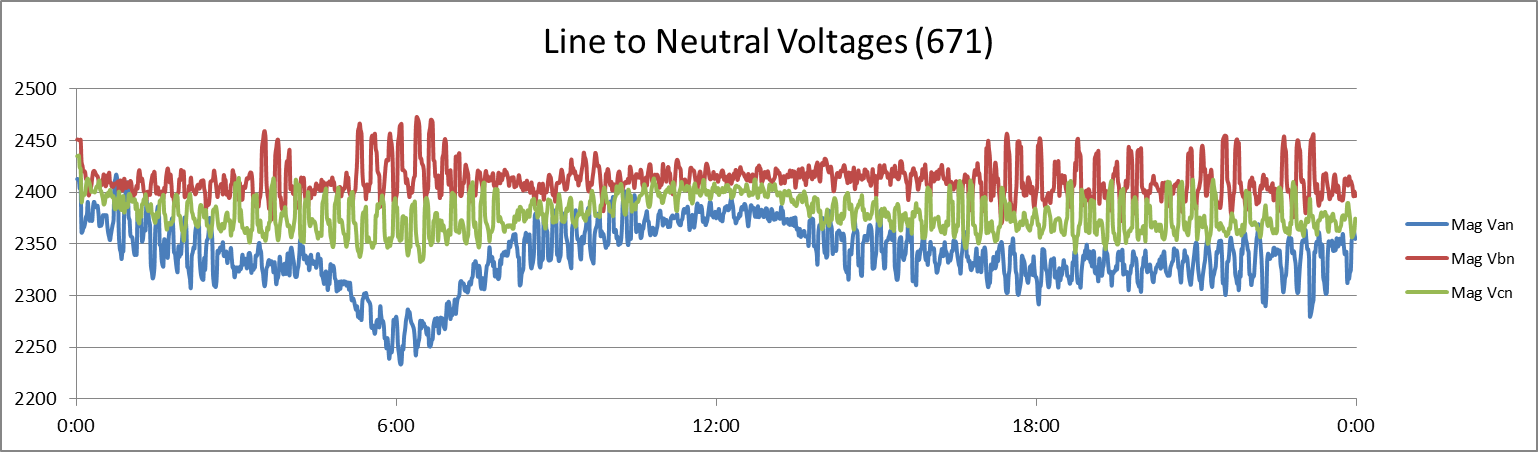 Line to Neutral Voltages (671)
2500
2450
2400
2350
2300
2250
2200
0:00 6:00 12:00 18:00 0:00
Mag Van
Mag Vbn
Mag Vcn